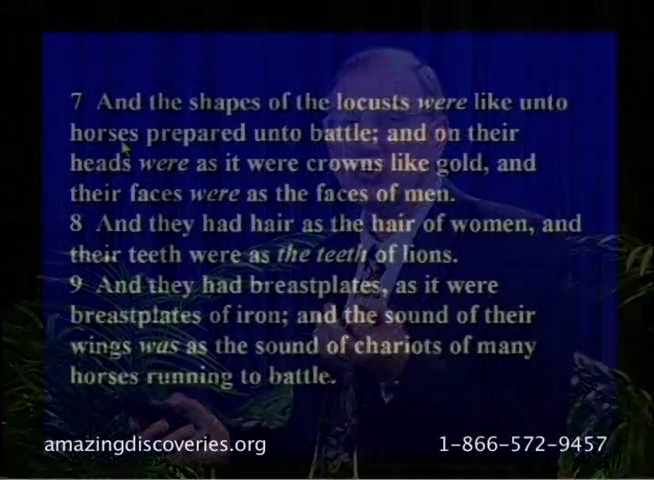 7 And the shapes of the locusts were like unto
horses prepared unto battle; and on their
heads were as it were crowns like gold, and
their faces were as the faces of men.
8 And they had hair as the hair of women, and
their teeth were as the teeth of lions.
9 And they had breastplates, as it were
breastplates of iron; and the sound of their
wings was as the sound of chariots of many
horses running to battle.
amazingdiscoveries.org
1-866-572-9457